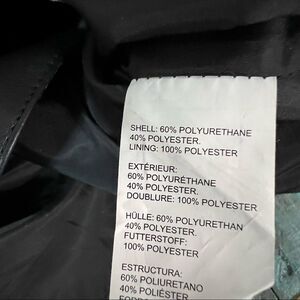 SHELL: 60% POLYURETHANE
40% POLYESTER.
LINING: 100% POLYESTER
EXTÉRIEUR:
60% POLYURÉTHANE
40% POLYESTER.
DOUBLURE: 100% POLYESTER
HÜLLE: 60% POLYURETHAN
40% POLYESTER.
FUTTERSTOFF:
100% POLYESTER
ESTRUCTURA:
60% POLIURETANO
40% POLIÉSTER